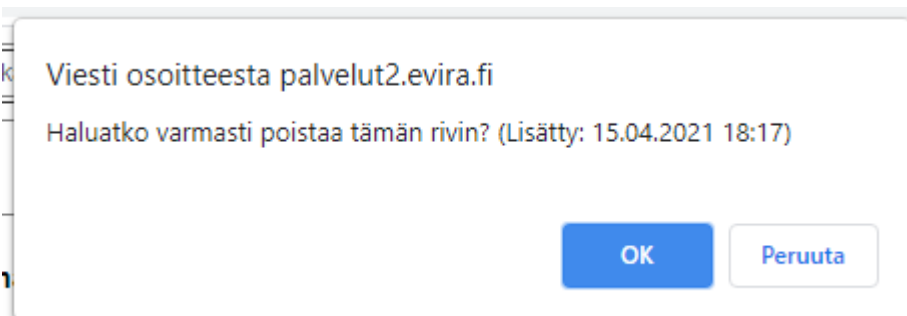 Viesti osoitteesta palvelut2.evira.fi
Haluatko varmasti poistaa tämän rivin? (Lisätty: 15.04.2021 18:17)
OK Peruuta